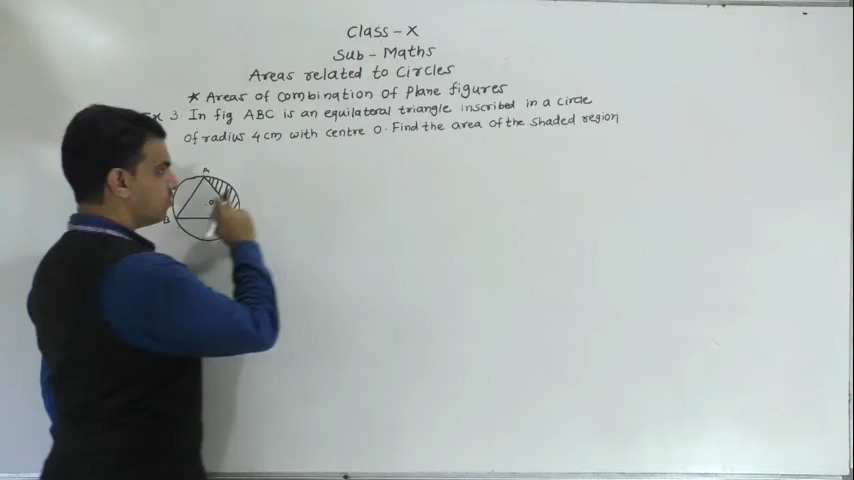 Class - X
Sub - Maths
Areas related to Circles
* Areas of combination of Plane figures
Ex 3 In fig ABC is an equilateral triangle inscribed in a circle
of radius 4 cm with centre O. Find the area of the shaded region
A
O
B